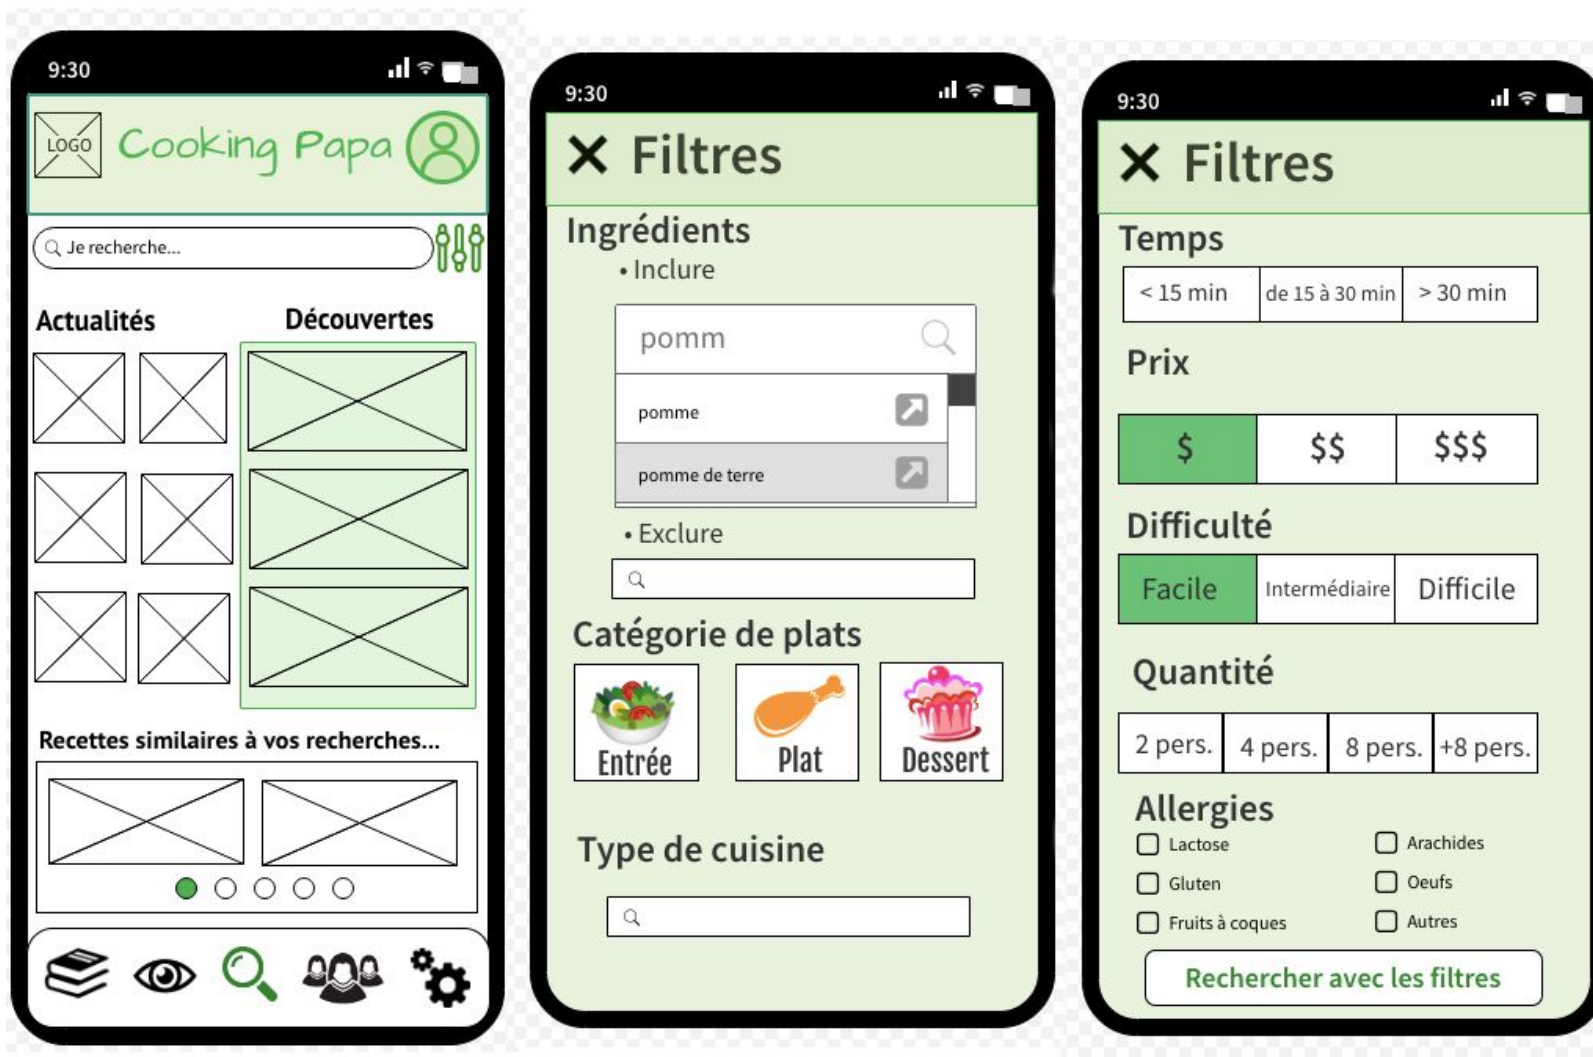 9:30
LOGO Cooking Papa
Je recherche...
Actualités Découvertes
Recettes similaires à vos recherches...
9:30
Filtres
Ingrédients
• Inclure
pomm
pomme
pomme de terre
• Exclure
Catégorie de plats
Entrée Plat Dessert
Type de cuisine
9:30
Filtres
Temps
< 15 min de 15 à 30 min > 30 min
Prix
$ $$ $$$
Difficulté
Facile Intermédiaire Difficile
Quantité
2 pers. 4 pers. 8 pers. +8 pers.
Allergies
Lactose Arachides
Gluten Oeufs
Fruits à coques Autres
Rechercher avec les filtres